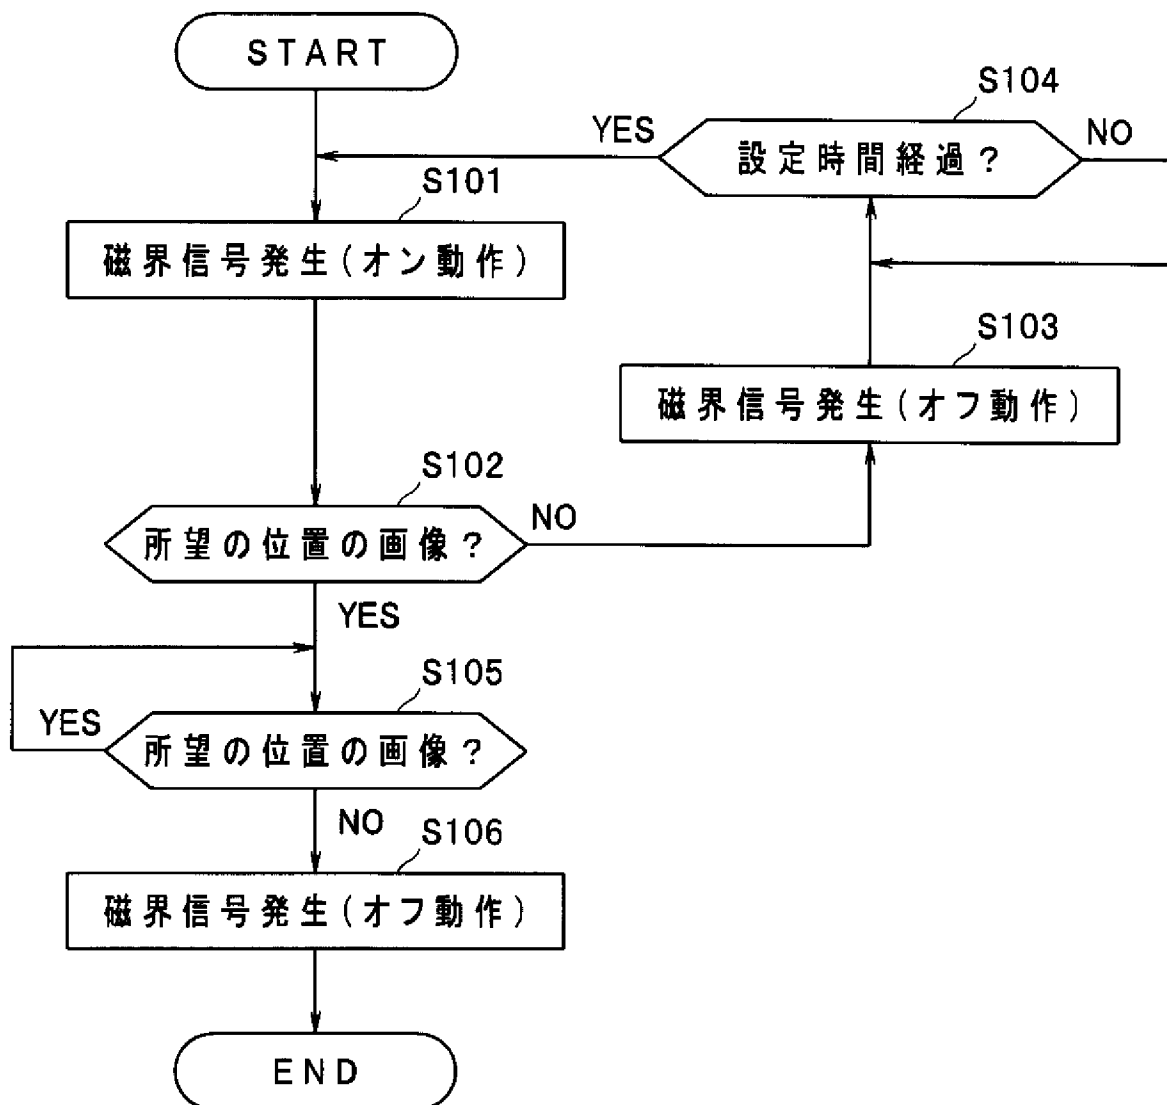 START
S104
YES
設定時間経過?
NO
S101
磁界信号発生(オン動作)
S103
磁界信号発生(オフ動作)
S102
所望の位置の画像?
NO
YES
S105
YES
所望の位置の画像?
NO
S106
磁界信号発生(オフ動作)
END